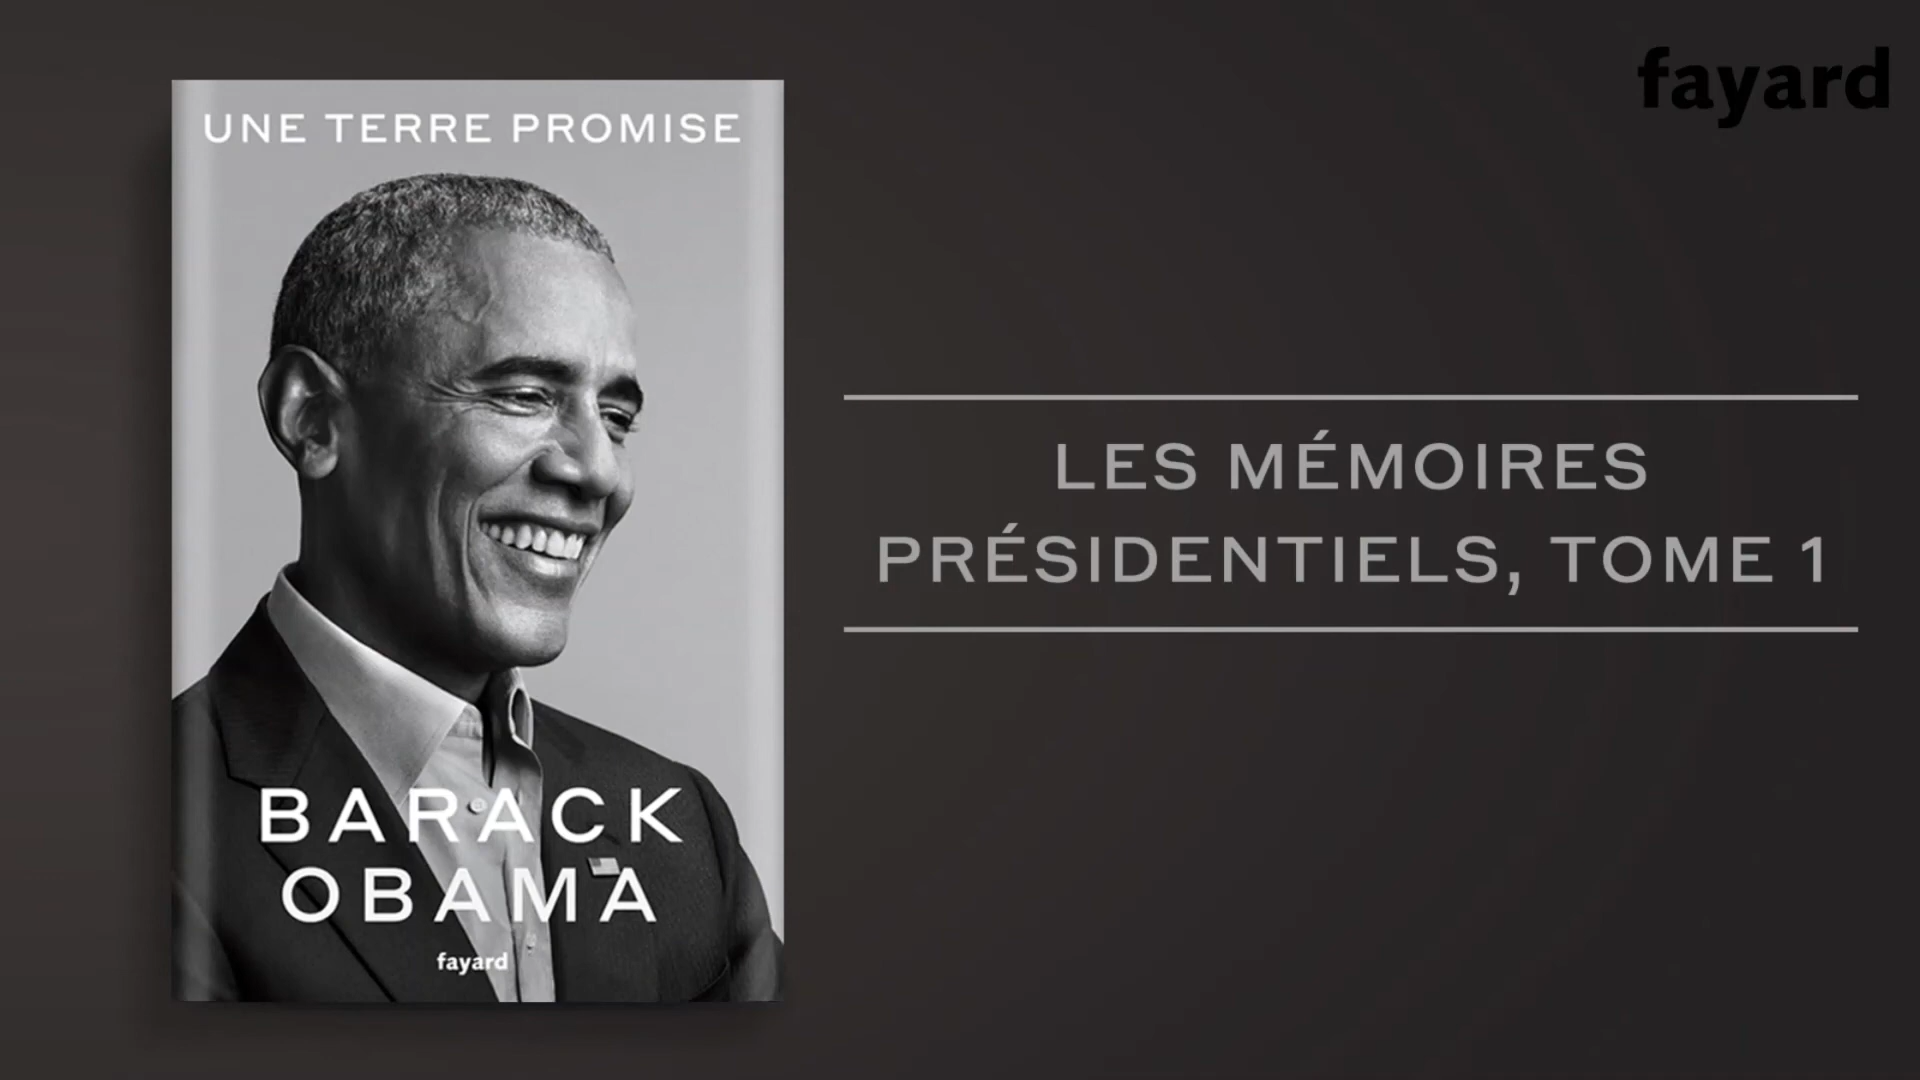 fayard
UNE TERRE PROMISE
BARACK
OBAMA
fayard
LES MÉMOIRES
PRÉSIDENTIELS, TOME 1